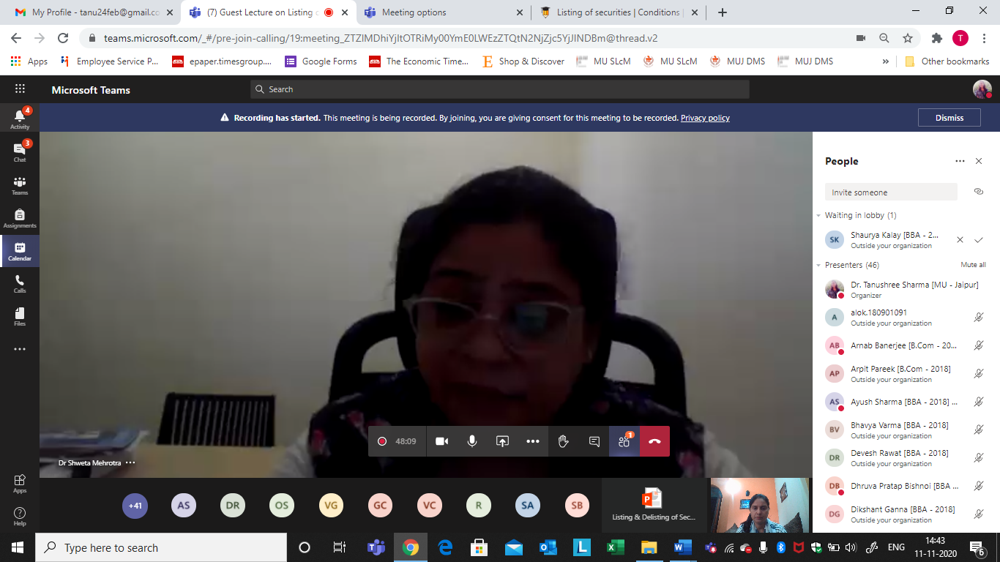 My Profile - tanu24feb@gmail.co
(7) Guest Lecture on Listing
Meeting options
Listing of securities | Conditions |
teams.microsoft.com/_#/pre-join-calling/19:meeting_ZTZIMDhiYjItOTRiMy00YmE0LWEzZTQtN2NjZjc5YjJlNDBm@thread.v2
T
Apps
Employee Service P...
epaper.timesgroup....
Google Forms
The Economic Time...
Shop & Discover
MU SLcM
MU SLcM
MUJ DMS
MUJ DMS
Other bookmarks
Microsoft Teams
Search
Recording has started. This meeting is being recorded. By joining, you are giving consent for this meeting to be recorded. Privacy policy
Dismiss
4
Activity
3
Chat
Teams
Assignments
Calendar
Calls
Files
Apps
Help
People
Invite someone
Waiting in lobby (1)
SK
Shaurya Kalay [BBA - 2...
Outside your organization
Presenters (46)
Mute all
Dr. Tanushree Sharma [MU - Jaipur]
Organizer
A
alok.180901091
Outside your organization
AB
Arnab Banerjee [B.Com - 20...
AP
Arpit Pareek [B.Com - 2018]
Outside your organization
AS
Ayush Sharma [BBA - 2018] ...
BV
Bhavya Varma [BBA - 2018]
Outside your organization
DR
Devesh Rawat [BBA - 2018]
Outside your organization
DB
Dhruva Pratap Bishnoi [BBA ...
DG
Dikshant Ganna [BBA - 2018]
Outside your organization
48:09
1
Dr Shweta Mehrotra
+41
AS
DR
OS
VG
GC
VC
R
SA
SB
Listing & Delisting of Sec...
Type here to search
ENG
14:43
11-11-2020
6